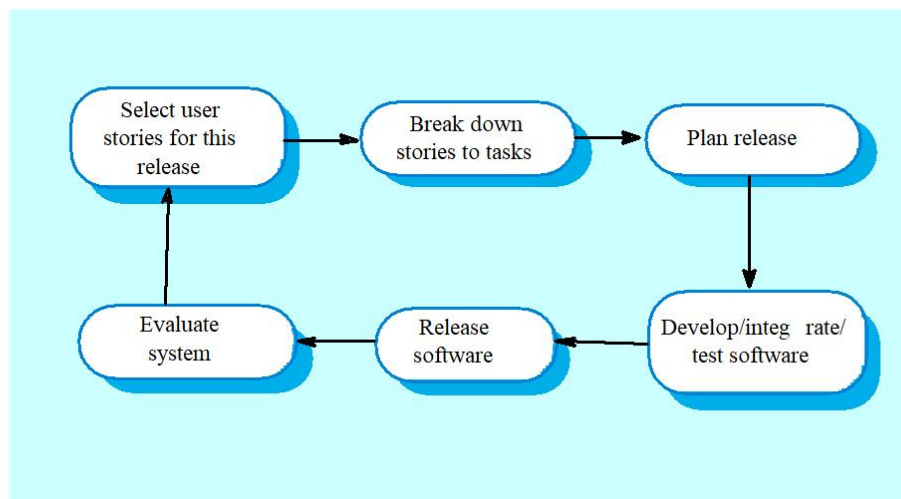 Select user
stories for this
release
Break down
stories to tasks
Plan release
Develop/integ rate/
test software
Release
software
Evaluate
system